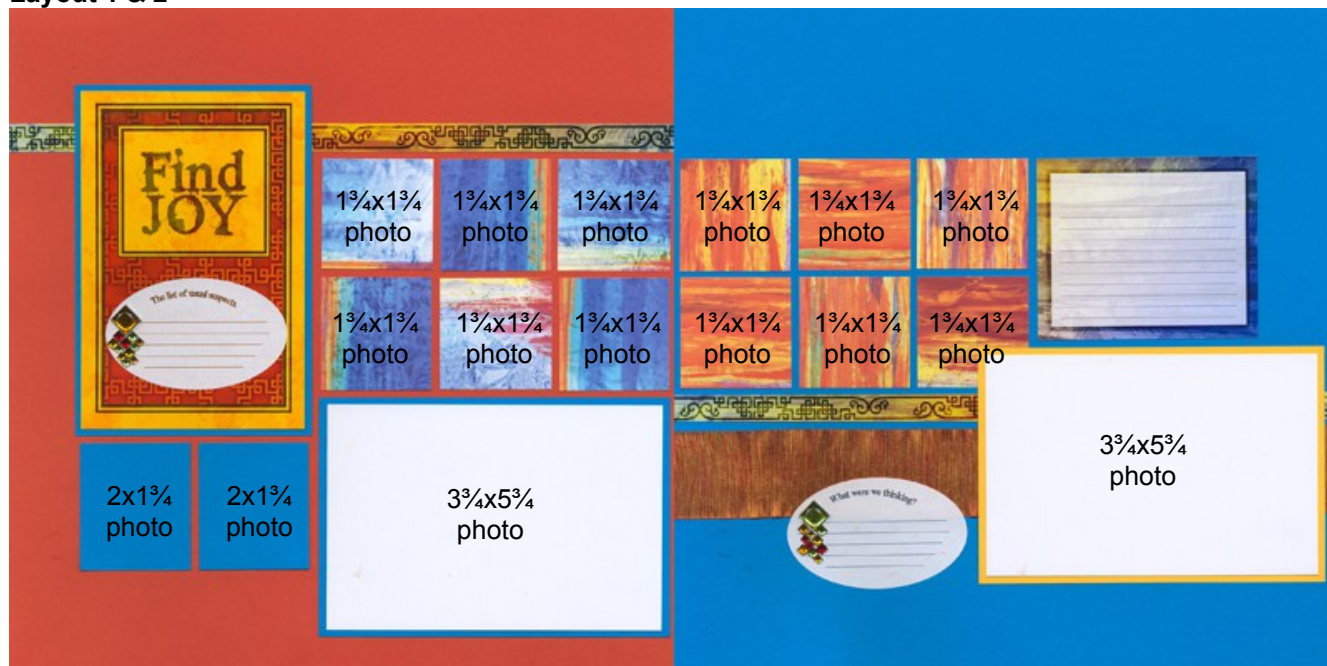 Layout 1 & 2
Find
JOY
The list of usual suspects
1¾x1¾
photo
1¾x1¾
photo
1¾x1¾
photo
1¾x1¾
photo
1¾x1¾
photo
1¾x1¾
photo
1¾x1¾
photo
1¾x1¾
photo
1¾x1¾
photo
1¾x1¾
photo
1¾x1¾
photo
1¾x1¾
photo
2x1¾
photo
2x1¾
photo
3¾x5¾
photo
3¾x5¾
photo
What were we thinking?